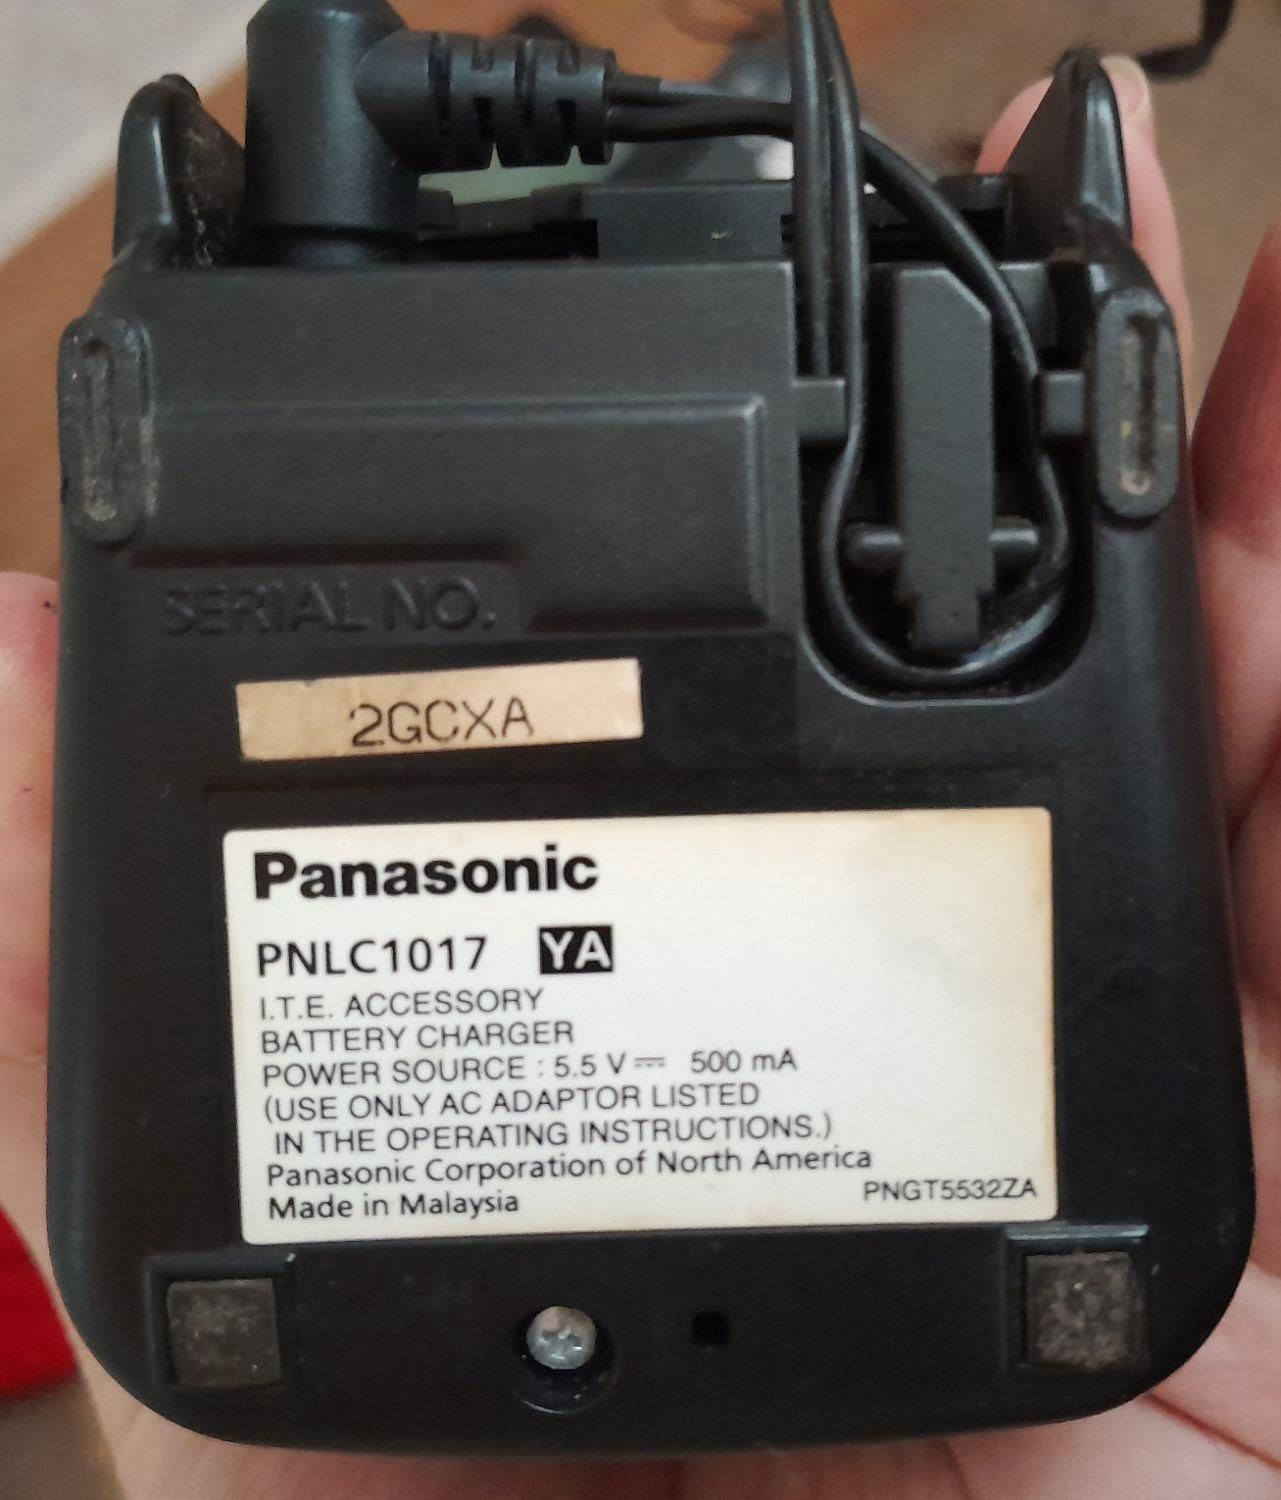 SERIAL NO.
2GCXA
Panasonic
PNLC1017 YA
I.T.E. ACCESSORY
BATTERY CHARGER
POWER SOURCE : 5.5 V ⎓ 500 mA
(USE ONLY AC ADAPTOR LISTED
IN THE OPERATING INSTRUCTIONS.)
Panasonic Corporation of North America
Made in Malaysia PNGT5532ZA